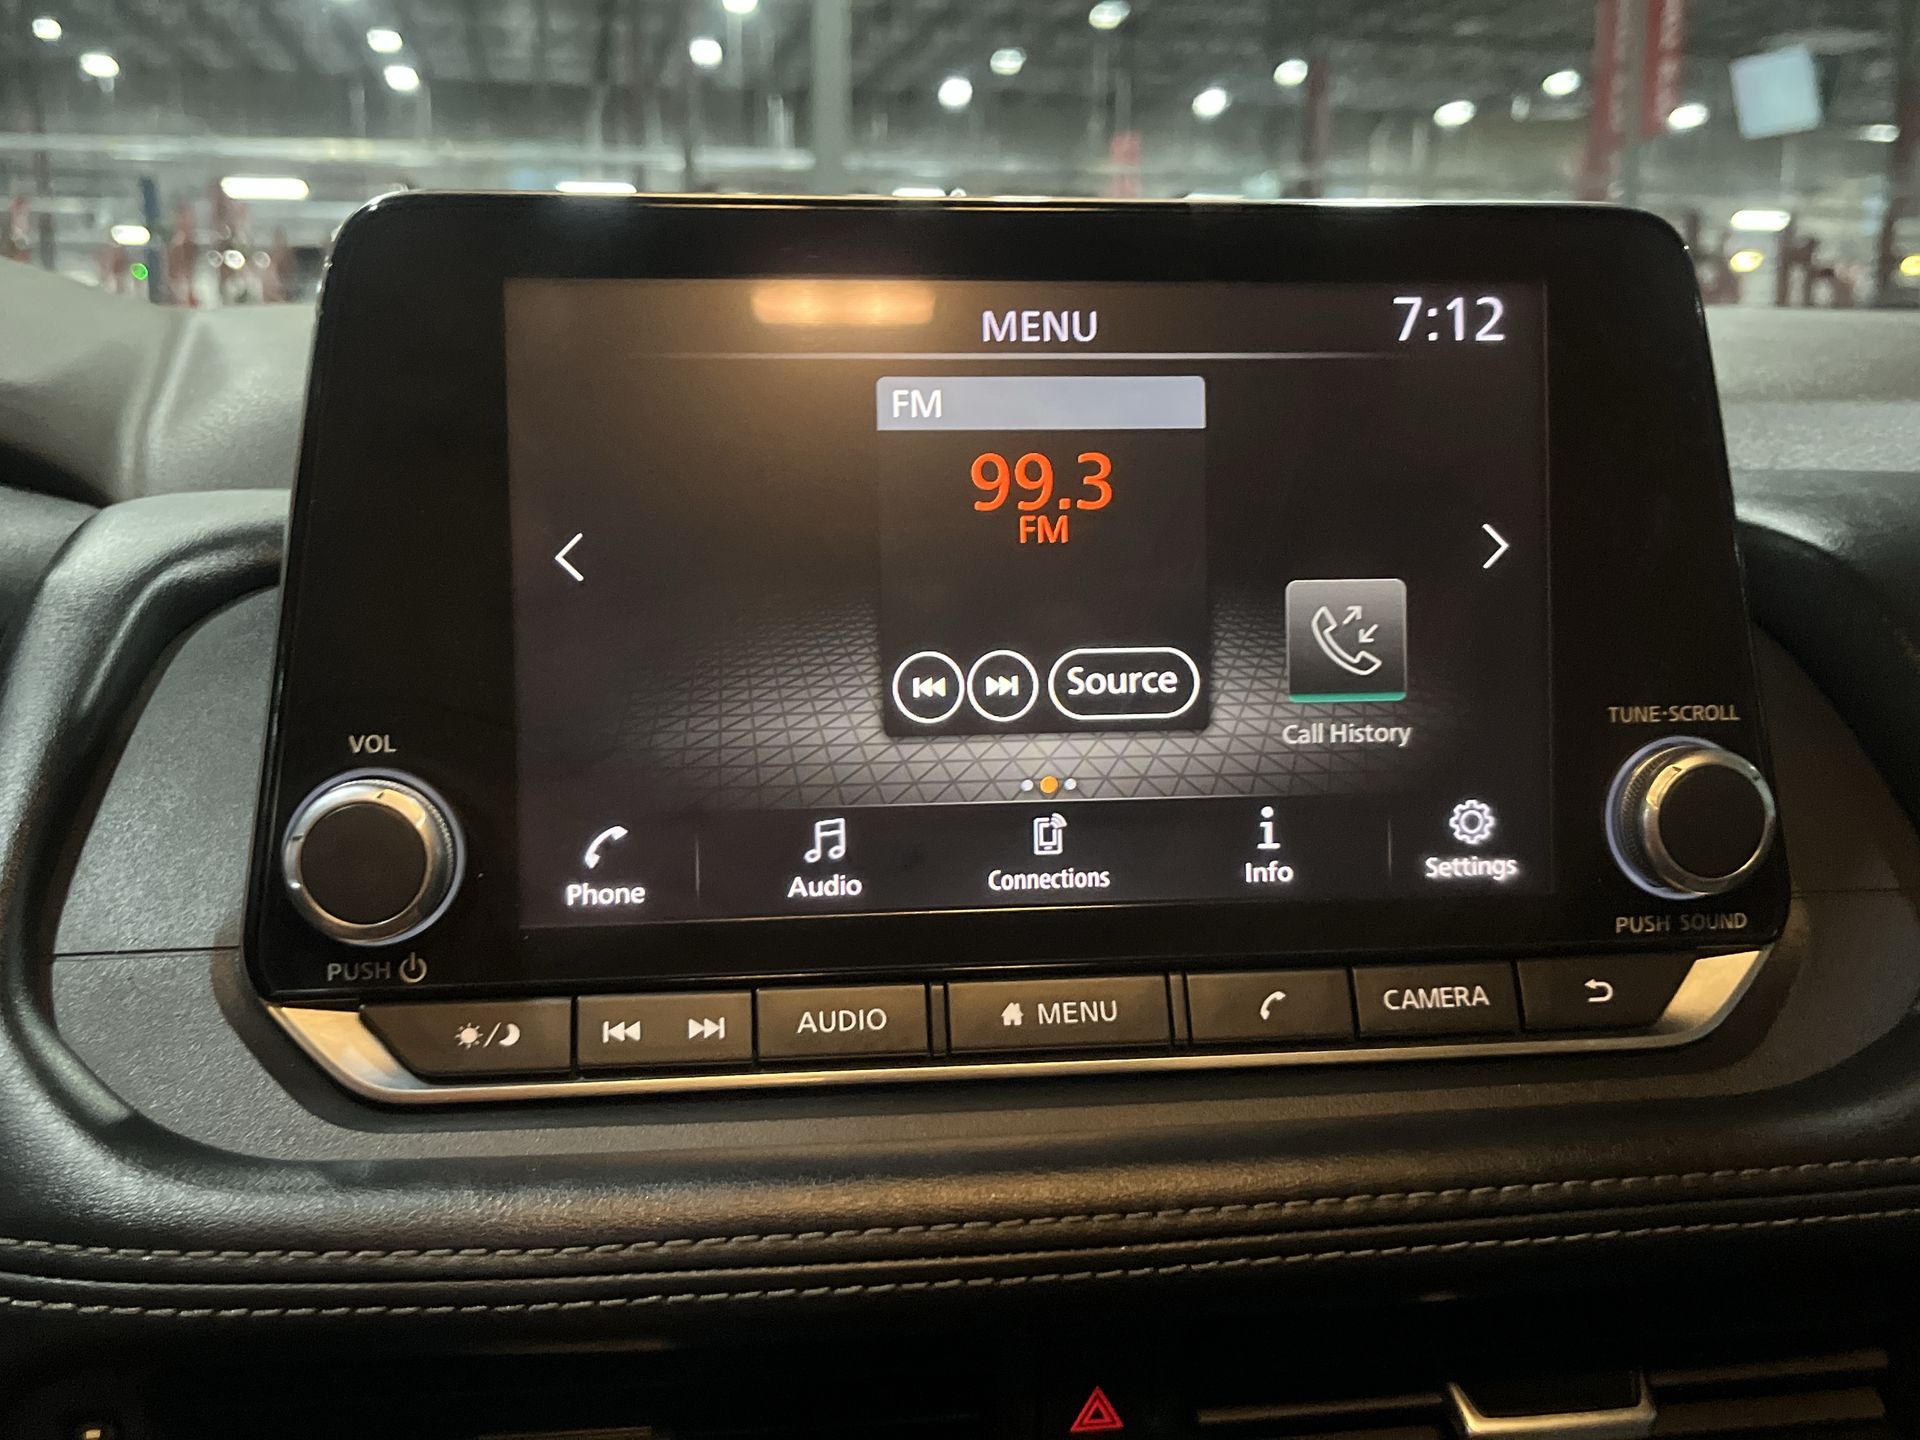 MENU
7:12
FM
99.3
FM
Source
Call History
VOL
TUNE·SCROLL
Phone
Audio
Connections
Info
Settings
PUSH
PUSH SOUND
AUDIO
MENU
CAMERA